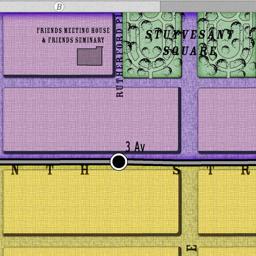 B
FRIENDS MEETING HOUSE
& FRIENDS SEMINARY
RUTHERFORD PL
STUYVESANT
SQUARE
3 Av
N T H S T R
E